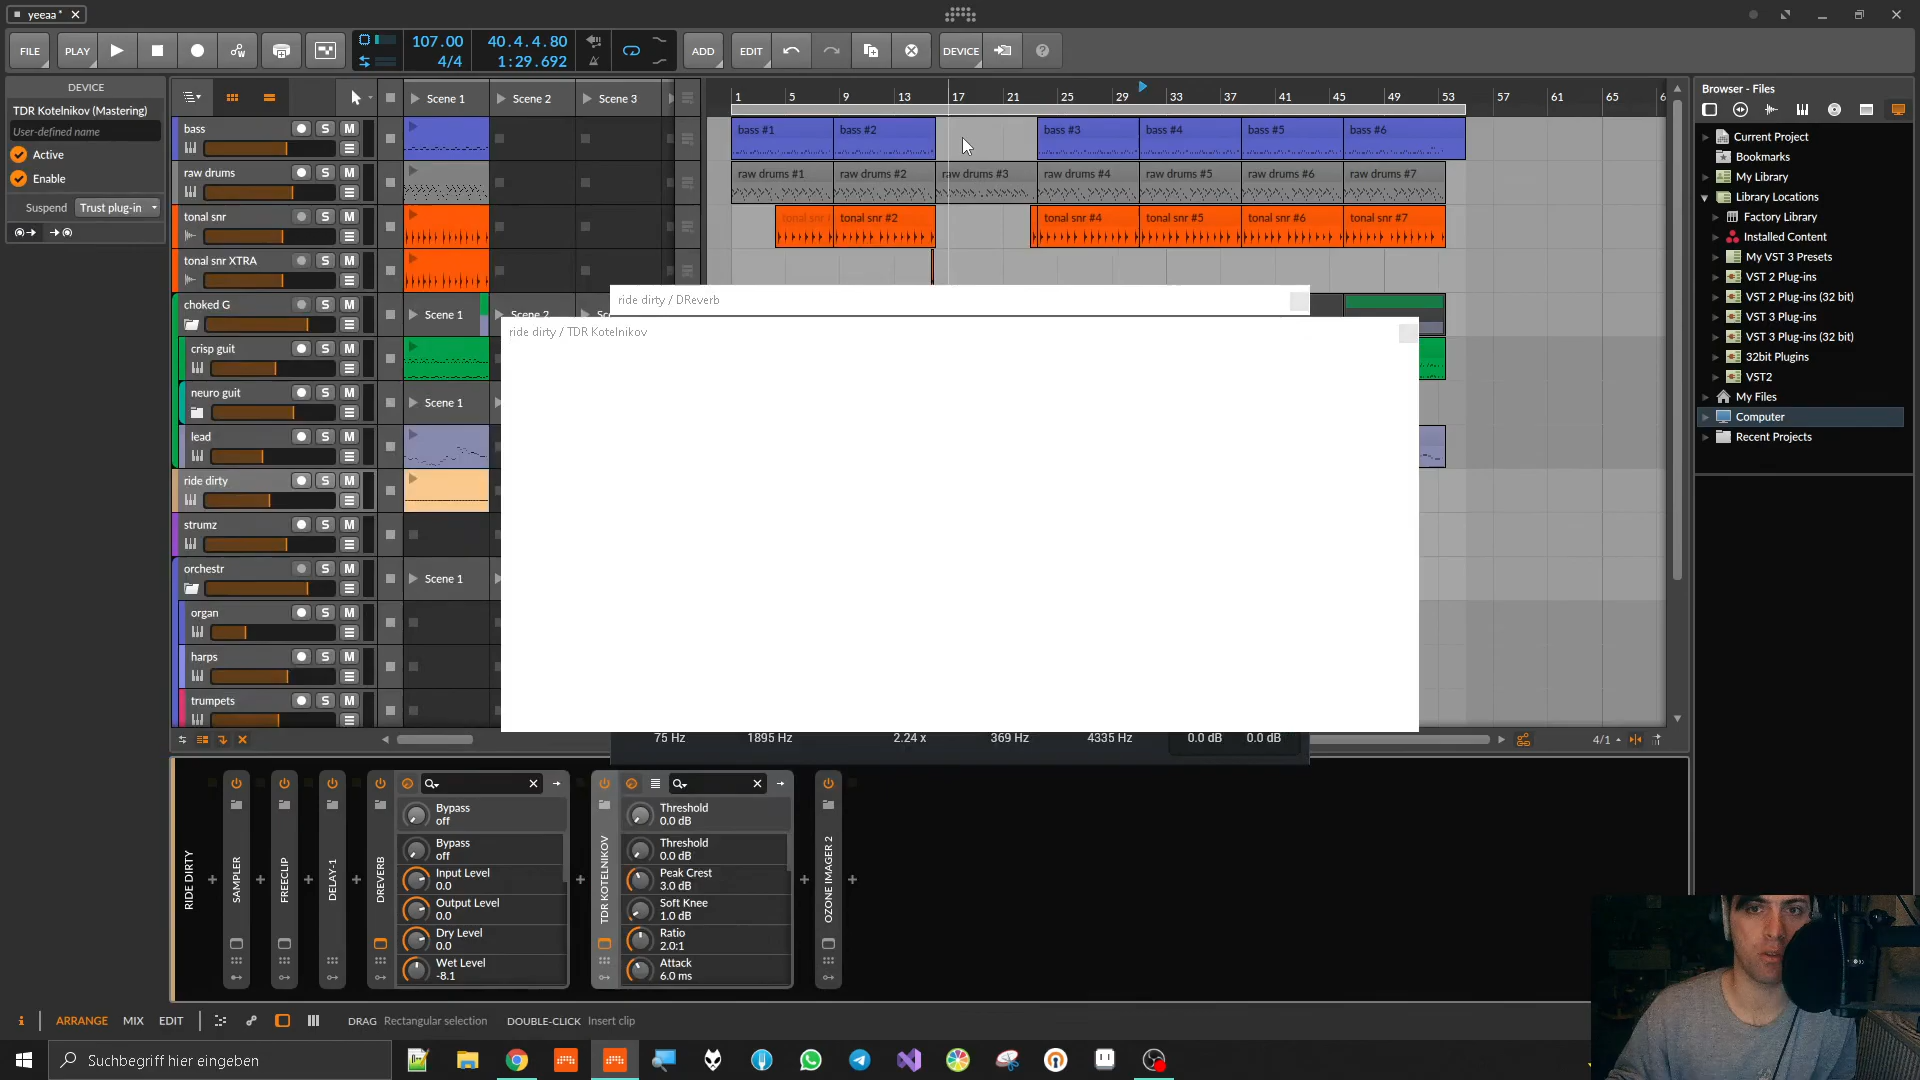 yeeaa*
FILE
PLAY
107.00
4/4
40.4.4.80
1:29.692
ADD
EDIT
DEVICE
DEVICE
TDR Kotelnikov (Mastering)
User-defined name
Active
Enable
Suspend
Trust plug-in
Scene 1
Scene 2
Scene 3
1 5 9 13 17 21 25 29 33 37 41 45 49 53 57 61 65
bass
S M
bass #1
bass #2
bass #3
bass #4
bass #5
bass #6
raw drums
S M
raw drums #1
raw drums #2
raw drums #3
raw drums #4
raw drums #5
raw drums #6
raw drums #7
tonal snr
S M
tonal snr
tonal snr #2
tonal snr #4
tonal snr #5
tonal snr #6
tonal snr #7
tonal snr XTRA
S M
choked G
S M
Scene 1
Scene 2
crisp guit
S M
neuro guit
S M
Scene 1
lead
S M
ride dirty
S M
strumz
S M
orchestr
S M
Scene 1
organ
S M
harps
S M
trumpets
S M
ride dirty / DReverb
ride dirty / TDR Kotelnikov
75 Hz
1895 Hz
2.24 x
369 Hz
4335 Hz
0.0 dB
0.0 dB
4/1
Browser - Files
Current Project
Bookmarks
My Library
Library Locations
Factory Library
Installed Content
My VST 3 Presets
VST 2 Plug-ins
VST 2 Plug-ins (32 bit)
VST 3 Plug-ins
VST 3 Plug-ins (32 bit)
32bit Plugins
VST2
My Files
Computer
Recent Projects
RIDE DIRTY
SAMPLER
FREECLIP
DELAY-1
DREVERB
Bypass
off
Bypass
off
Input Level
0.0
Output Level
0.0
Dry Level
0.0
Wet Level
-8.1
TDR KOTELNIKOV
Threshold
0.0 dB
Threshold
0.0 dB
Peak Crest
3.0 dB
Soft Knee
1.0 dB
Ratio
2.0:1
Attack
6.0 ms
OZONE IMAGER 2
ARRANGE
MIX
EDIT
DRAG Rectangular selection
DOUBLE-CLICK Insert clip
Suchbegriff hier eingeben